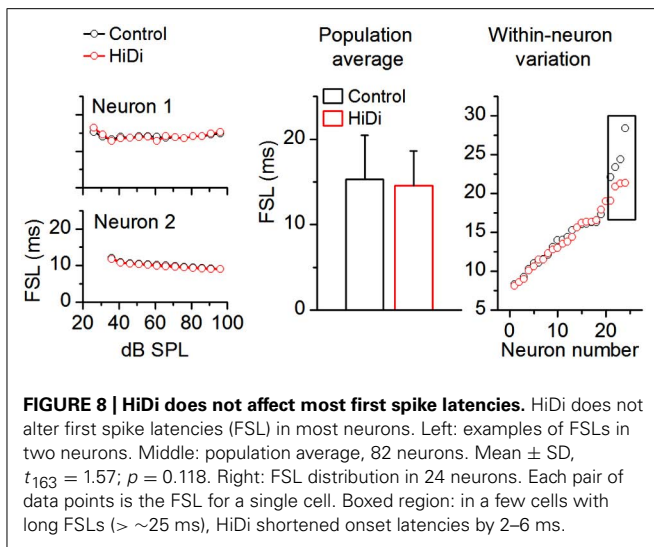 Control
HiDi
Neuron 1
Neuron 2
FSL (ms)
20
10
0
20 40 60 80 100
dB SPL
Population
average
Control
HiDi
FSL (ms)
20
10
0
Within-neuron
variation
30
25
20
15
10
5
0 10 20
Neuron number
FIGURE 8 | HiDi does not affect most first spike latencies. HiDi does not
alter first spike latencies (FSL) in most neurons. Left: examples of FSLs in
two neurons. Middle: population average, 82 neurons. Mean ± SD,
t163 = 1.57; p = 0.118. Right: FSL distribution in 24 neurons. Each pair of
data points is the FSL for a single cell. Boxed region: in a few cells with
long FSLs (> ~25 ms), HiDi shortened onset latencies by 2–6 ms.